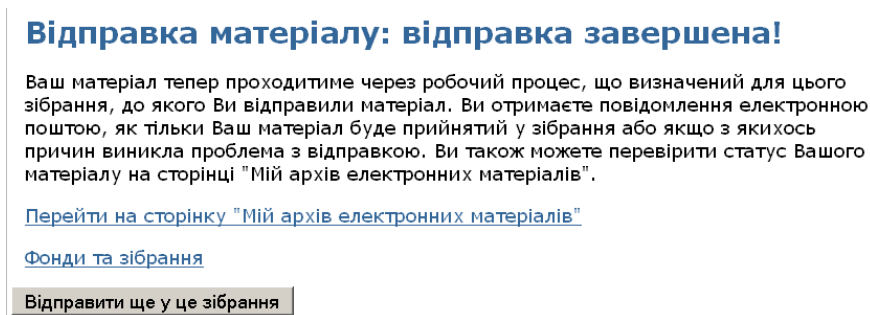 Відправка матеріалу: відправка завершена!
Ваш матеріал тепер проходитиме через робочий процес, що визначений для цього
зібрання, до якого Ви відправили матеріал. Ви отримаєте повідомлення електронною
поштою, як тільки Ваш матеріал буде прийнятий у зібрання або якщо з якихось
причин виникла проблема з відправкою. Ви також можете перевірити статус Вашого
матеріалу на сторінці "Мій архів електронних матеріалів".
Перейти на сторінку "Мій архів електронних матеріалів"
Фонди та зібрання
Відправити ще у це зібрання